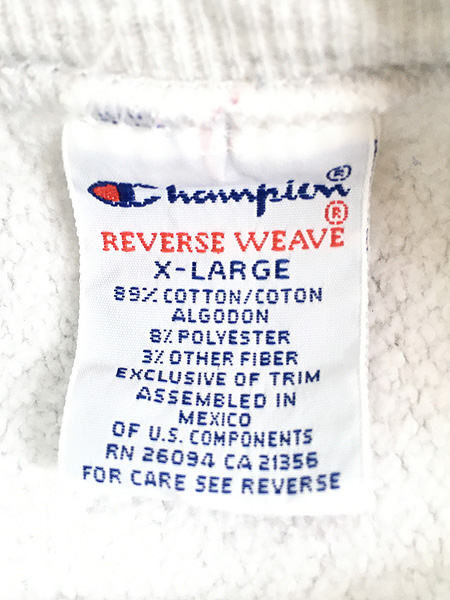 Champion®
REVERSE WEAVE®
X-LARGE
89% COTTON/COTON
ALGODON
8% POLYESTER
3% OTHER FIBER
EXCLUSIVE OF TRIM
ASSEMBLED IN
MEXICO
OF U.S. COMPONENTS
RN 26094 CA 21356
FOR CARE SEE REVERSE